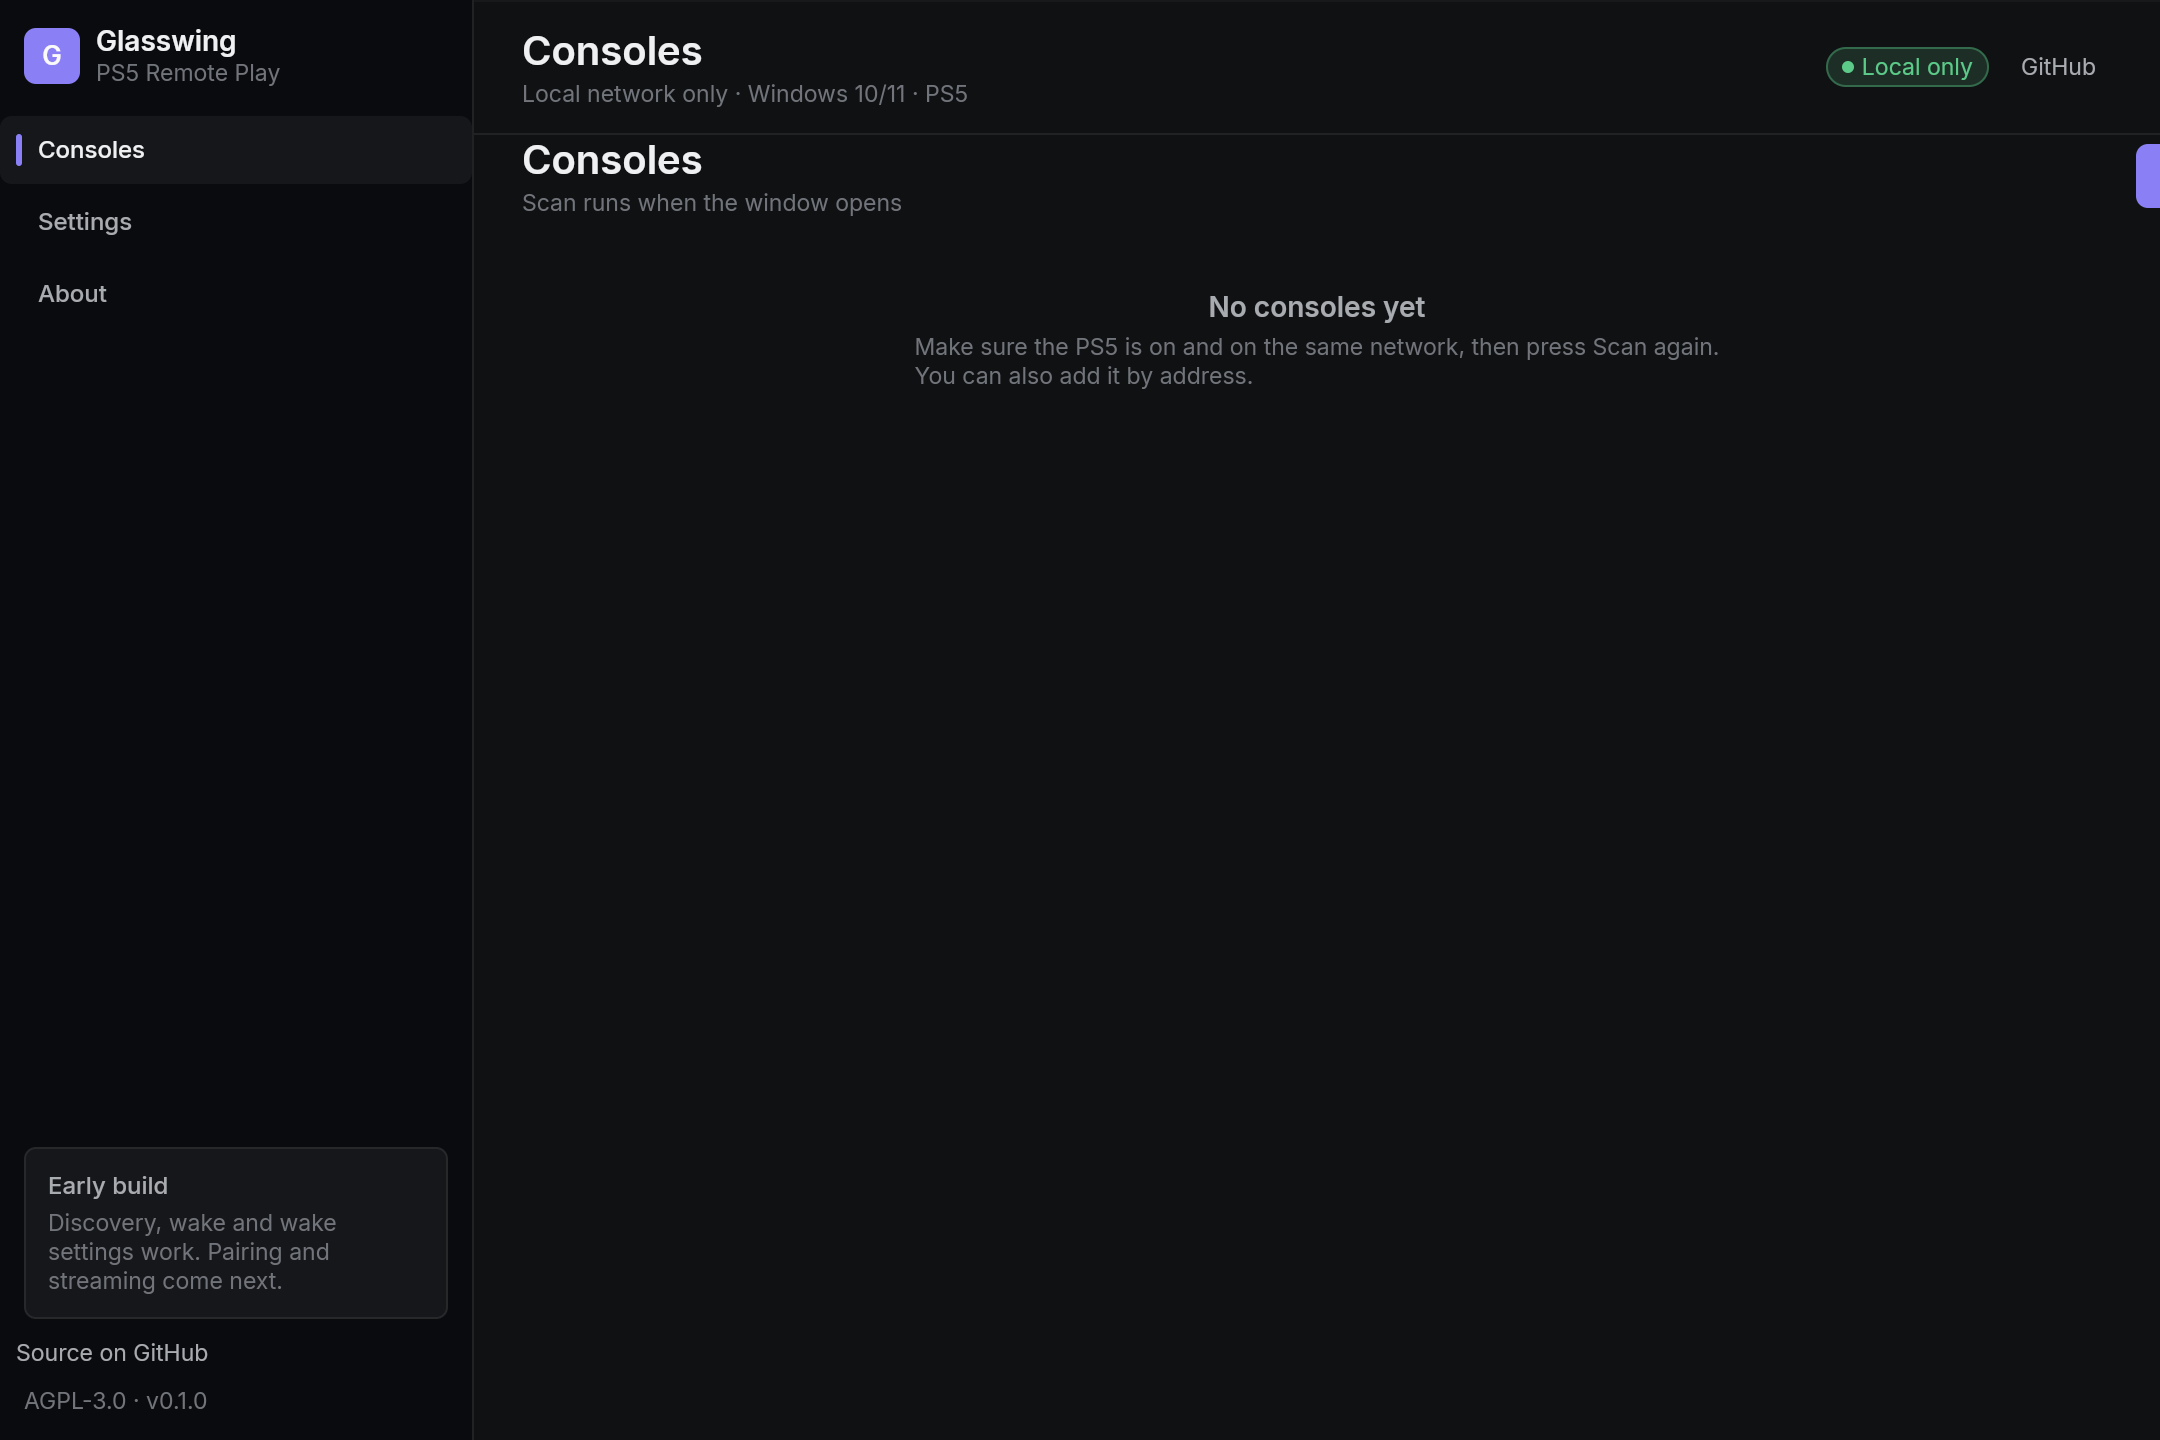 G
Glasswing
PS5 Remote Play
Consoles
Settings
About
Early build
Discovery, wake and wake
settings work. Pairing and
streaming come next.
Source on GitHub
AGPL-3.0 · v0.1.0
Consoles
Local network only · Windows 10/11 · PS5
Local only
GitHub
Consoles
Scan runs when the window opens
No consoles yet
Make sure the PS5 is on and on the same network, then press Scan again.
You can also add it by address.